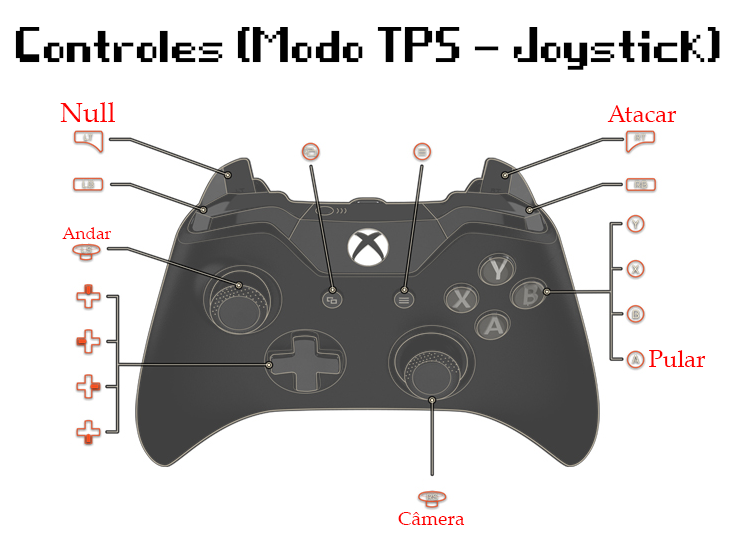 Controles (Modo TPS - Joystick)
Null
Atacar
LT
RT
LB
RB
Andar
LS
Y
X
B
A Pular
Y
X
B
A
RS
Câmera